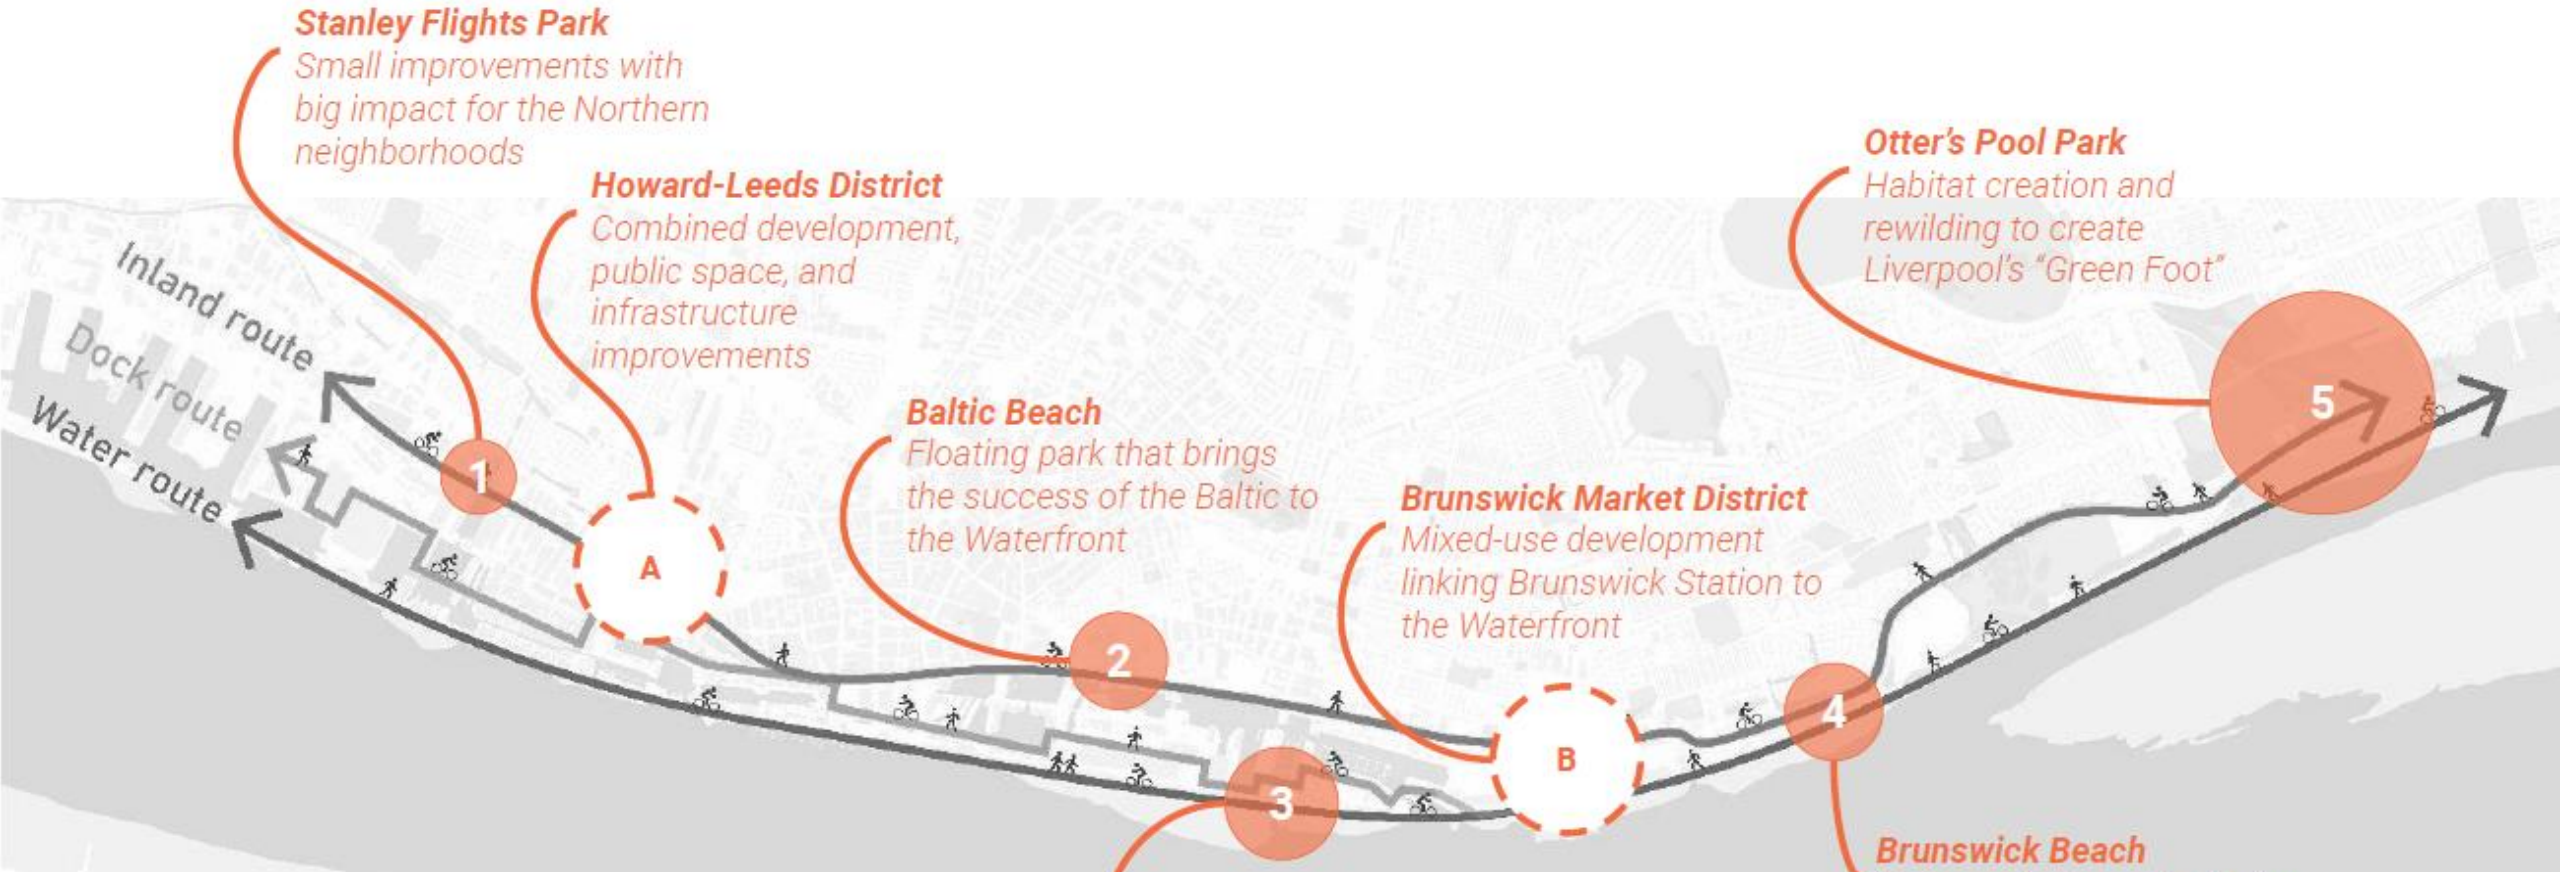 Stanley Flights Park
Small improvements with
big impact for the Northern
neighborhoods
Howard-Leeds District
Combined development,
public space, and
infrastructure
improvements
Otter's Pool Park
Habitat creation and
rewilding to create
Liverpool's “Green Foot”
Inland route
Dock route
Water route
Baltic Beach
Floating park that brings
the success of the Baltic to
the Waterfront
Brunswick Market District
Mixed-use development
linking Brunswick Station to
the Waterfront
1
A
2
3
B
4
5
Brunswick Beach